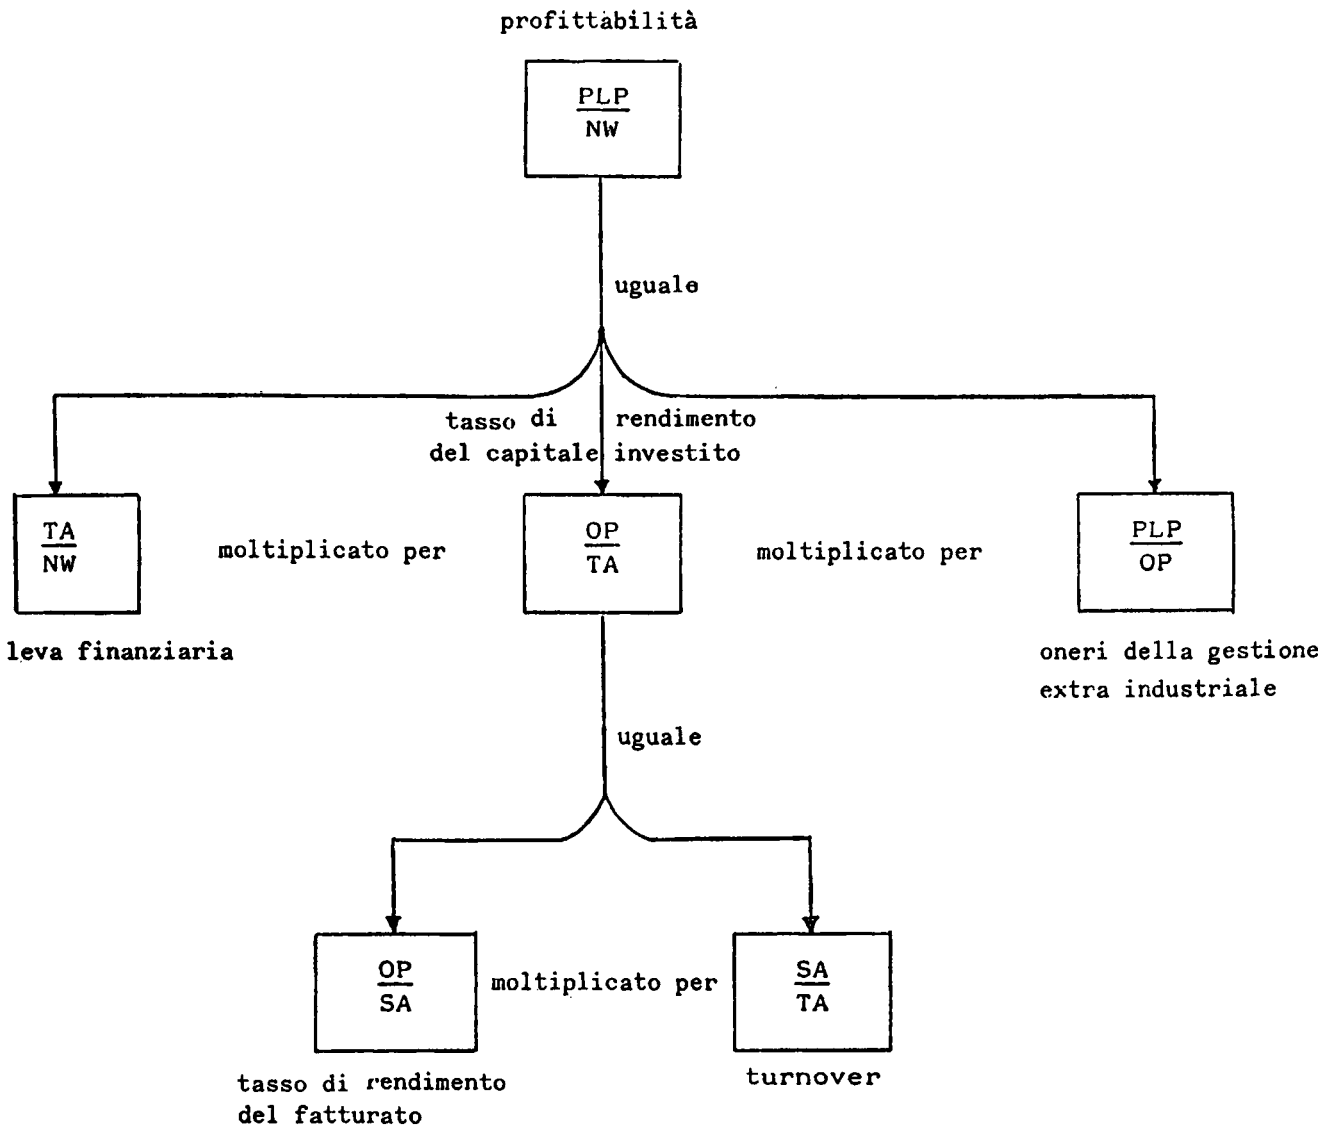 profittabilità
PLP
NW
uguale
tasso di rendimento
del capitale investito
TA
NW
moltiplicato per
OP
TA
moltiplicato per
PLP
OP
leva finanziaria
oneri della gestione
extra industriale
uguale
OP
SA
moltiplicato per
SA
TA
tasso di rendimento
del fatturato
turnover